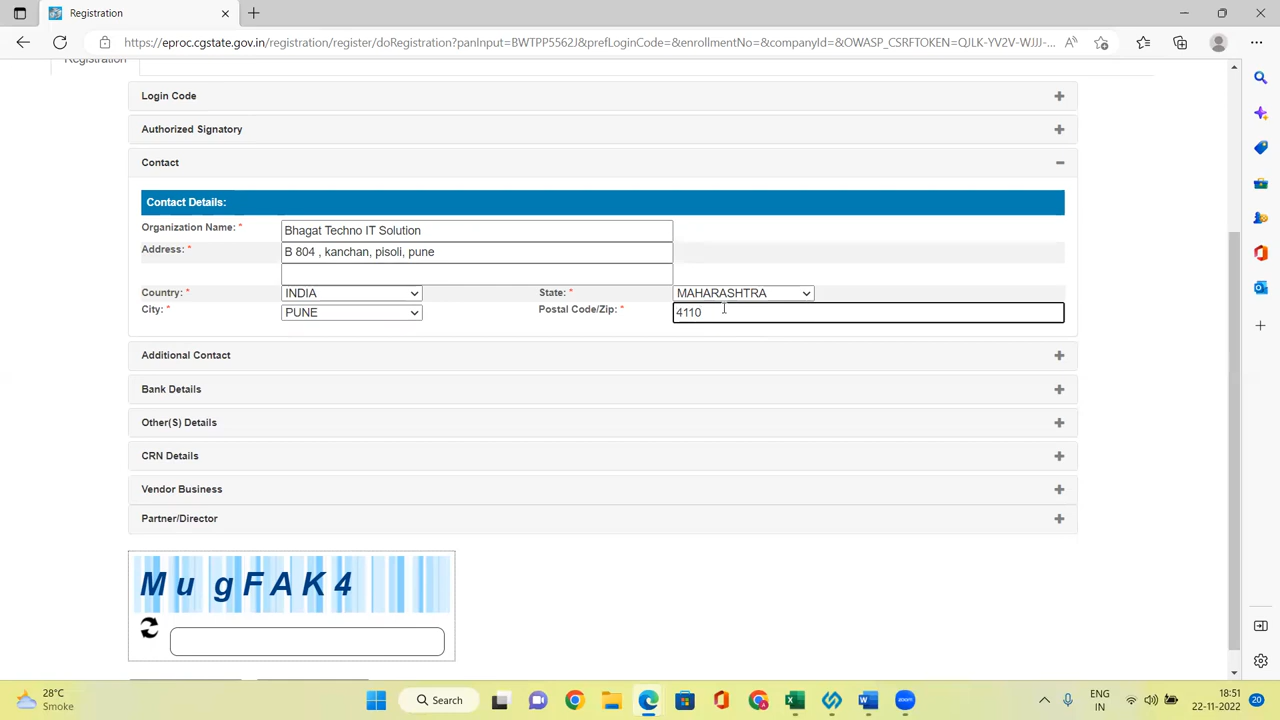 Registration
https://eproc.cgstate.gov.in/registration/register/doRegistration?panInput=BWTPP5562J&prefLoginCode=&enrollmentNo=&companyId=&OWASP_CSRFTOKEN=QJLK-YV2V-WJJJ-...
Registration
Login Code
Authorized Signatory
Contact
Contact Details:
Organization Name: * Bhagat Techno IT Solution
Address: * B 804 , kanchan, pisoli, pune
Country: * INDIA State: * MAHARASHTRA
City: * PUNE Postal Code/Zip: * 4110
Additional Contact
Bank Details
Other(S) Details
CRN Details
Vendor Business
Partner/Director
M u g F A K 4
28°C
Smoke
Search
ENG
IN
18:51
22-11-2022
20